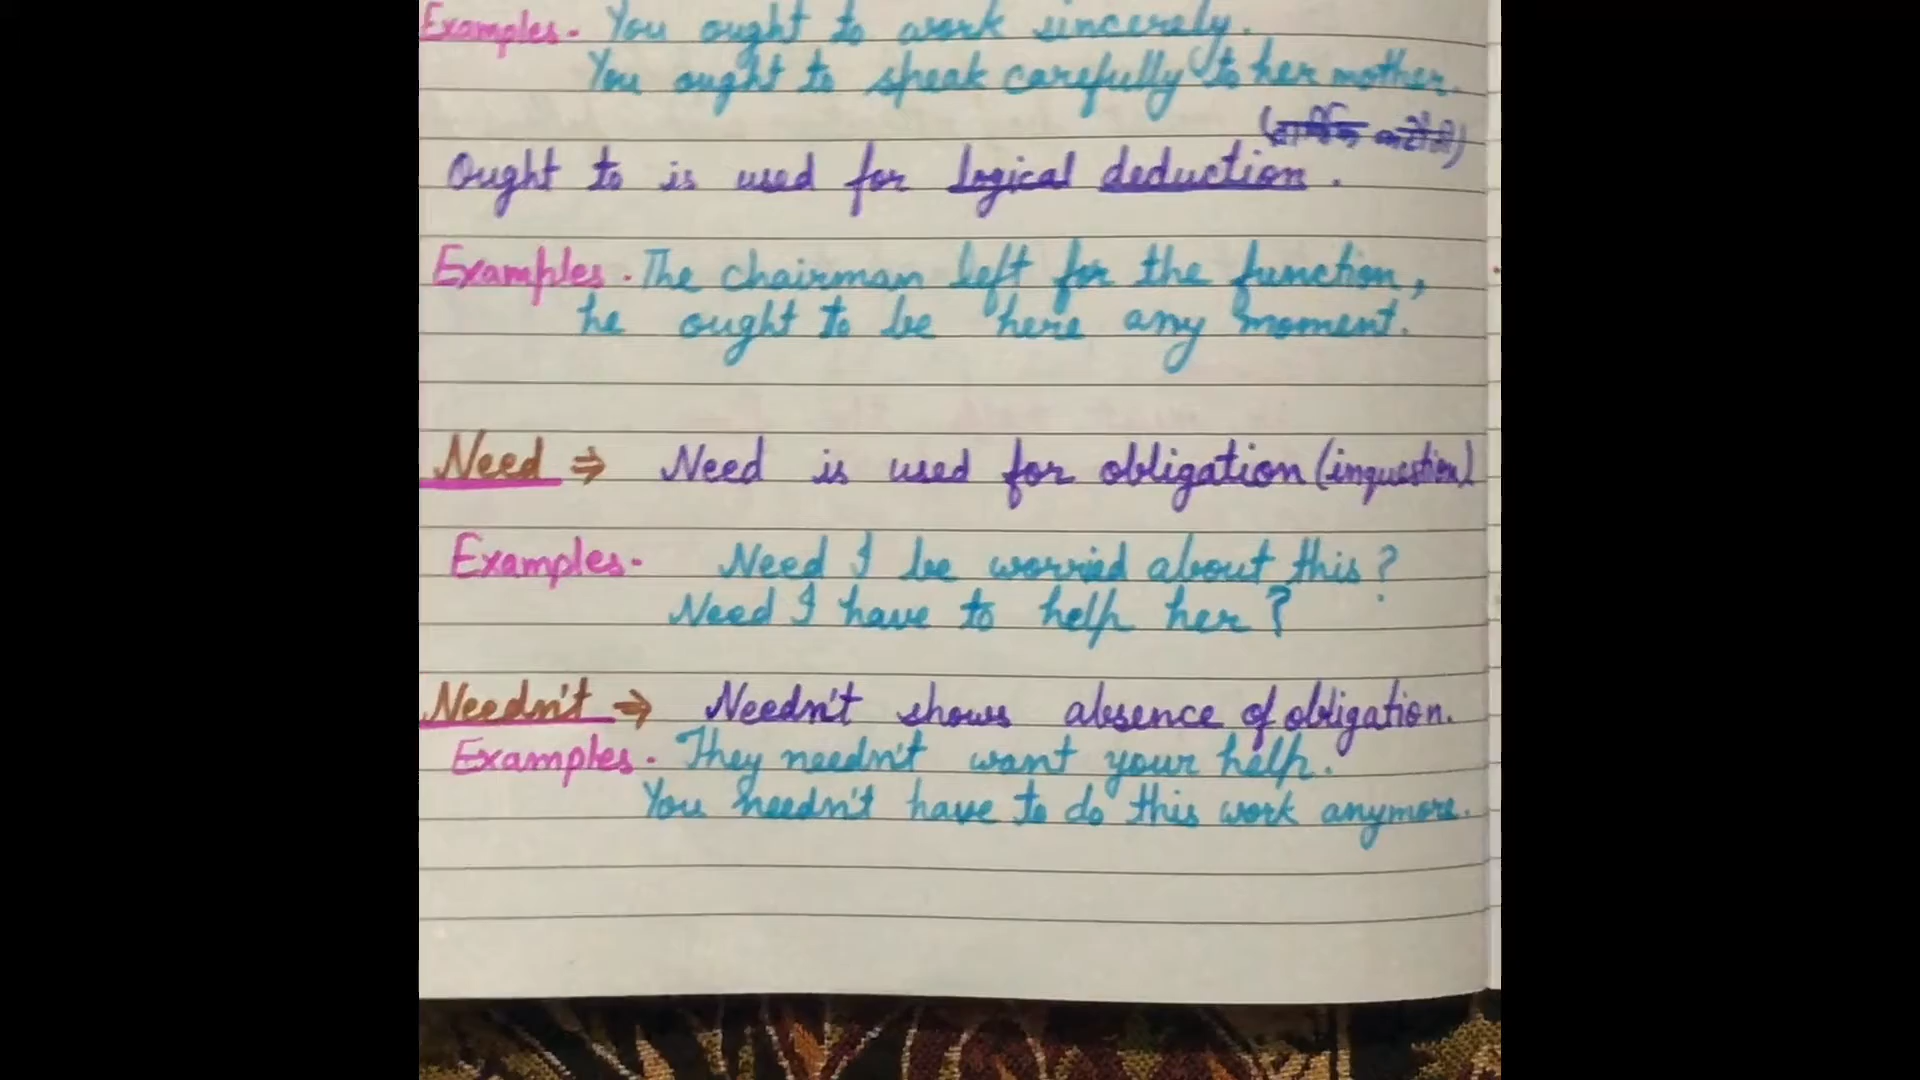 Examples. You ought to work sincerely.
You ought to speak carefully to her mother.
Ought to is used for logical deduction.
Examples. The chairman left for the function,
he ought to be here any moment.
Need ⇒ Need is used for obligation (inquestion)
Examples. Need I be worried about this?
Need I have to help her?
Needn't ⇒ Needn't shows absence of obligation.
Examples. They needn't want your help.
You needn't have to do this work anymore.